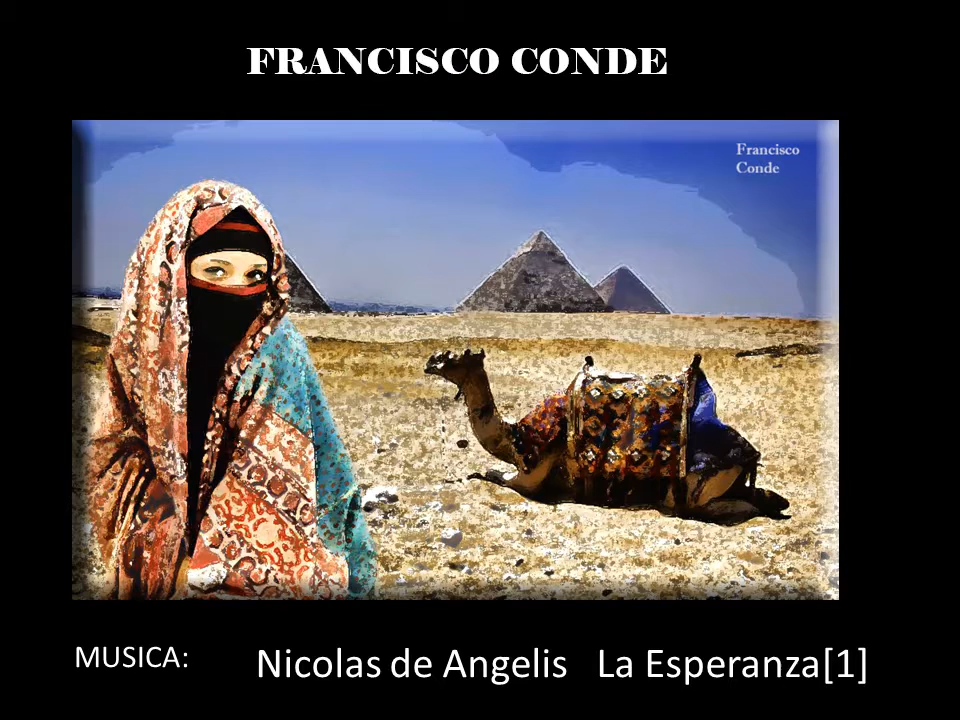 FRANCISCO CONDE
Francisco
Conde
MUSICA:
Nicolas de Angelis La Esperanza[1]